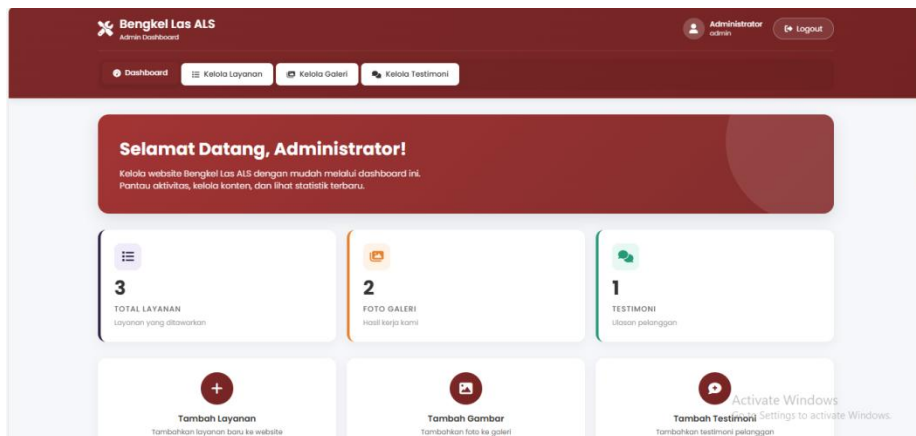 Bengkel Las ALS
Admin Dashboard
Administrator
admin
Logout
Dashboard
Kelola Layanan
Kelola Galeri
Kelola Testimoni
Selamat Datang, Administrator!
Kelola website Bengkel Las ALS dengan mudah melalui dashboard ini.
Pantau aktivitas, kelola konten, dan lihat statistik terbaru.
3
TOTAL LAYANAN
Layanan yang ditawarkan
2
FOTO GALERI
Hasil kerja kami
1
TESTIMONI
Ulasan pelanggan
Tambah Layanan
Tambahkan layanan baru ke website
Tambah Gambar
Tambahkan foto ke galeri
Tambah Testimoni
Tambahkan testimoni pelanggan
Activate Windows
Go to Settings to activate Windows.